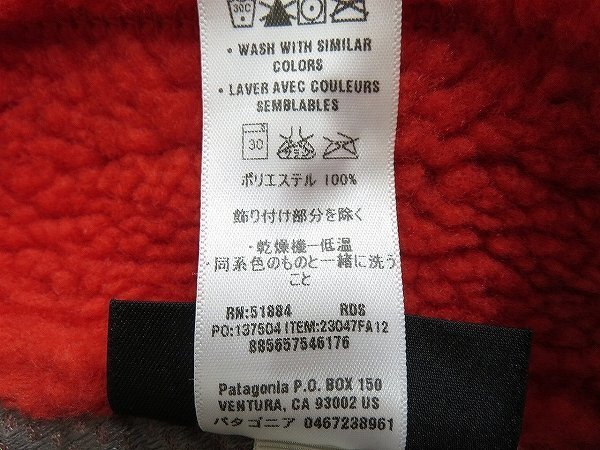 30C
• WASH WITH SIMILAR
COLORS
• LAVER AVEC COULEURS
SEMBLABLES
30
ポリエステル 100%
飾り付け部分を除く
・乾燥機ー低温
・同系色のものと一緒に洗う
こと
RN:51884 RDS
PO:137504 ITEM:23047FA12
885657546176
Patagonia P.O. BOX 150
VENTURA, CA 93002 US
パタゴニア 0467238961